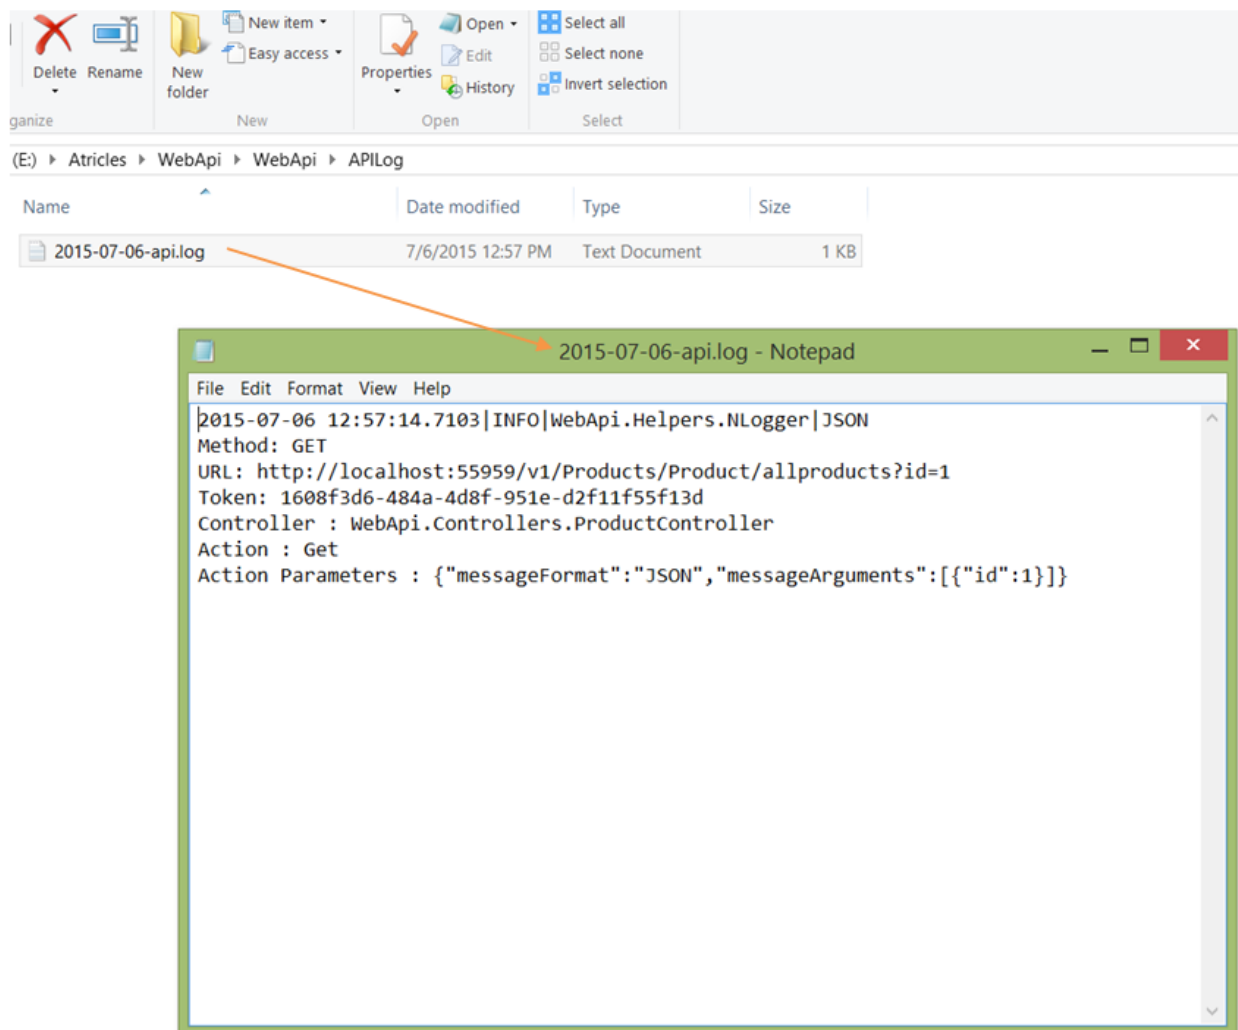 Delete
Rename
New folder
New item
Easy access
Properties
Open
Edit
History
Select all
Select none
Invert selection
ganize
New
Open
Select
(E:) Atricles WebApi WebApi APILog
Name Date modified Type Size
2015-07-06-api.log 7/6/2015 12:57 PM Text Document 1 KB
2015-07-06-api.log - Notepad
File Edit Format View Help
2015-07-06 12:57:14.7103|INFO|WebApi.Helpers.NLogger|JSON
Method: GET
URL: http://localhost:55959/v1/Products/Product/allproducts?id=1
Token: 1608f3d6-484a-4d8f-951e-d2f11f55f13d
Controller : WebApi.Controllers.ProductController
Action : Get
Action Parameters : {"messageFormat":"JSON","messageArguments":[{"id":1}]}